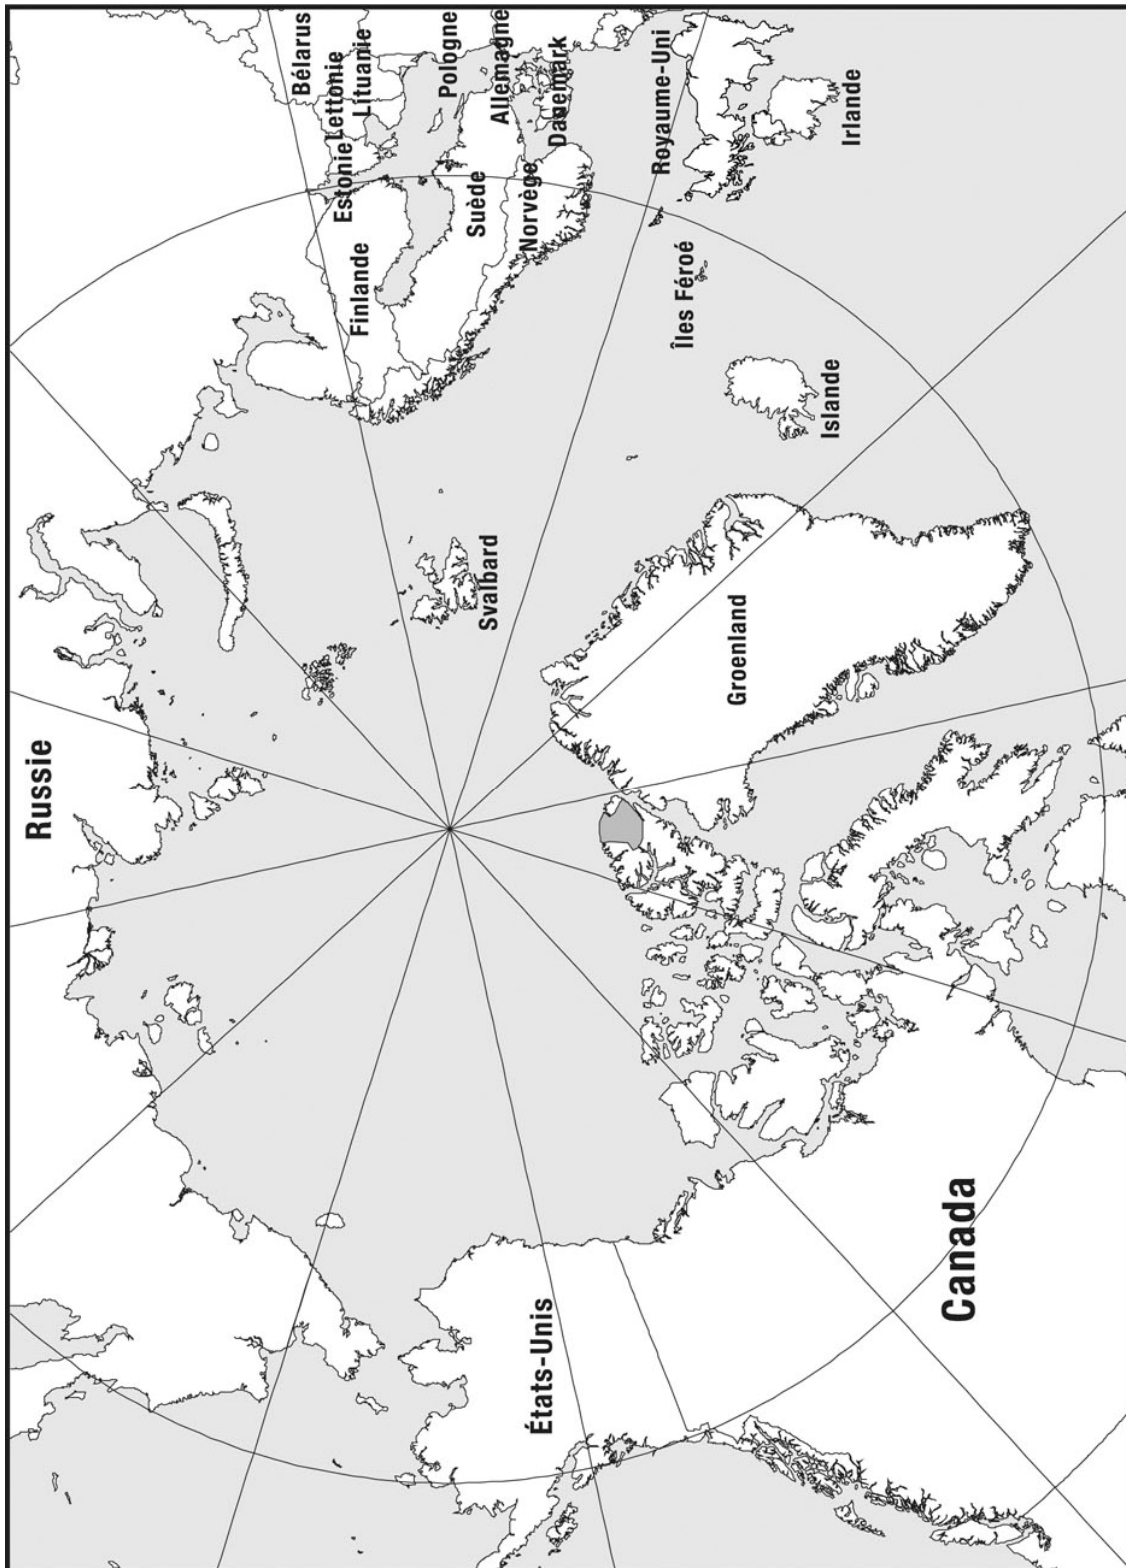 Russie
Bélarus
Lettonie
Lituanie
Estonie
Pologne
Allemagne
Danemark
Finlande
Suède
Norvège
Royaume-Uni
Irlande
Îles Féroé
Islande
Svalbard
Groenland
États-Unis
Canada